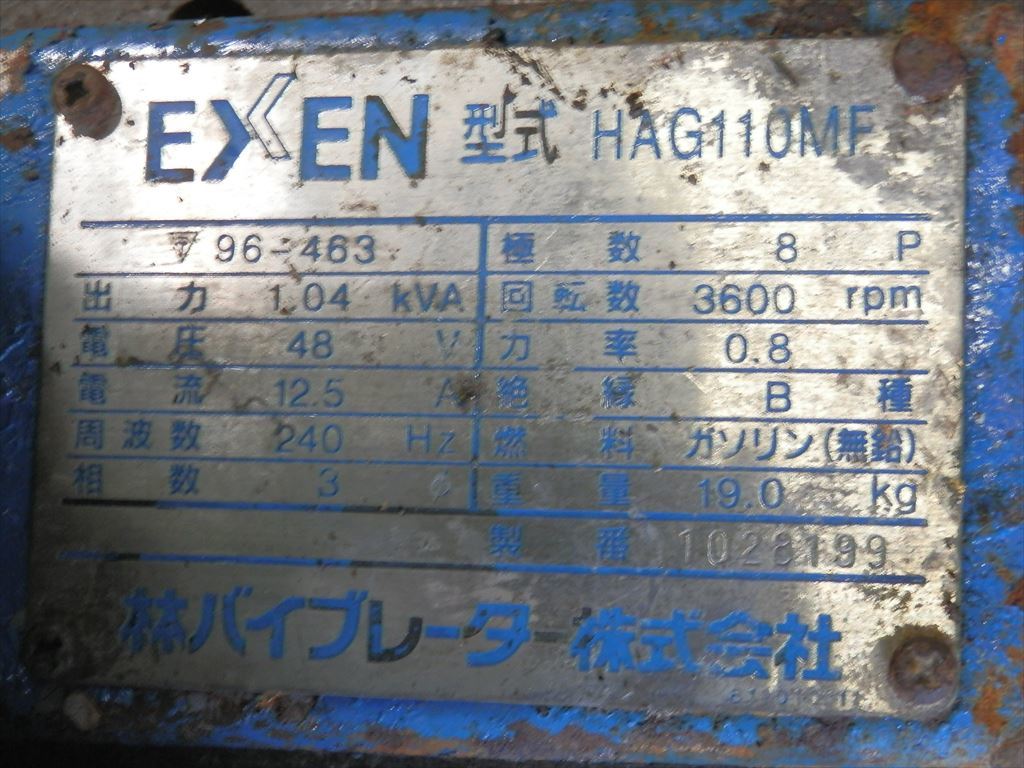 EXEN 型式 HAG110MF
▽ 96-463 極数 8 P
出力 1.04 kVA 回転数 3600 rpm
電圧 48 V 力率 0.8
電流 12.5 A 絶縁 B 種
周波数 240 Hz 燃料 ガソリン(無鉛)
相数 3 φ 重量 19.0 kg
製番 1028199
林バイブレーター株式会社